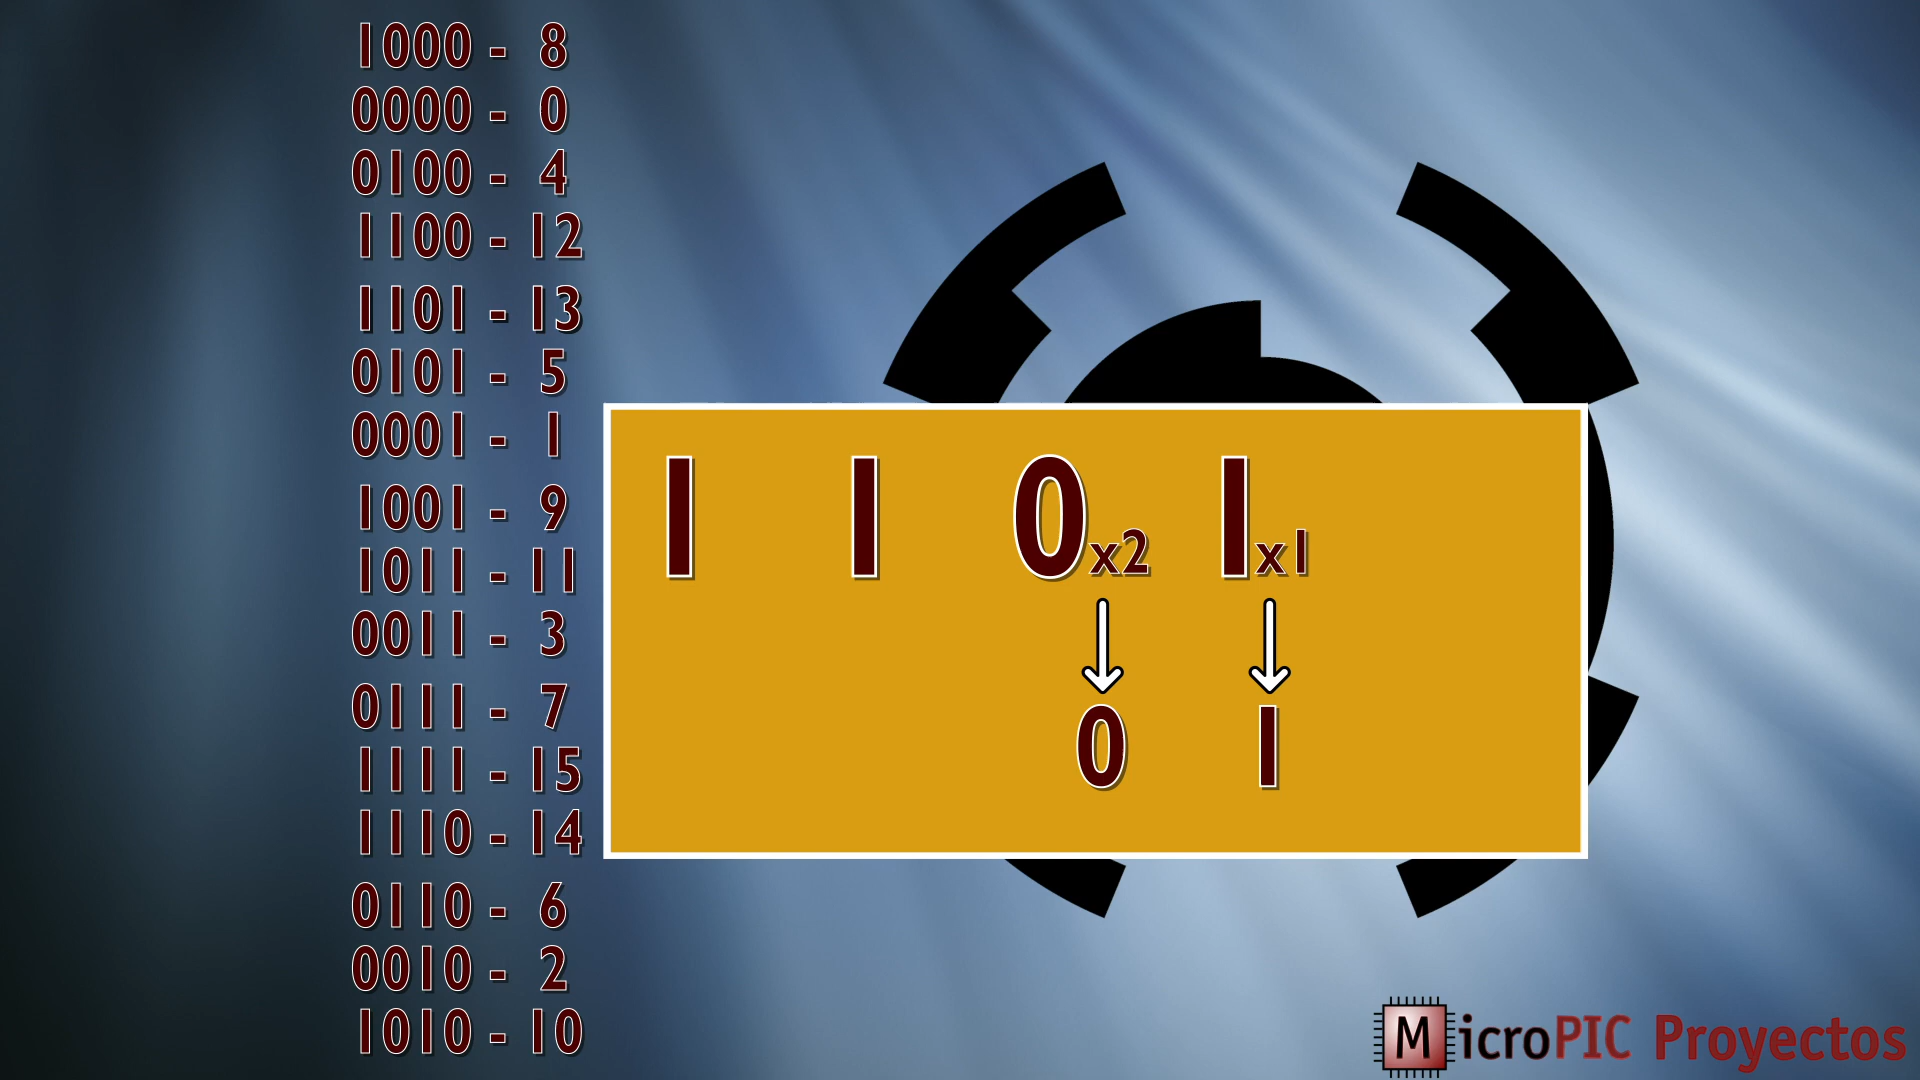 1000 - 8
0000 - 0
0100 - 4
1100 - 12
1101 - 13
0101 - 5
0001 - 1
1001 - 9
1011 - 11
0011 - 3
0111 - 7
1111 - 15
1110 - 14
0110 - 6
0010 - 2
1010 - 10
1 1 0x2 1x1
0 1
MicroPIC Proyectos